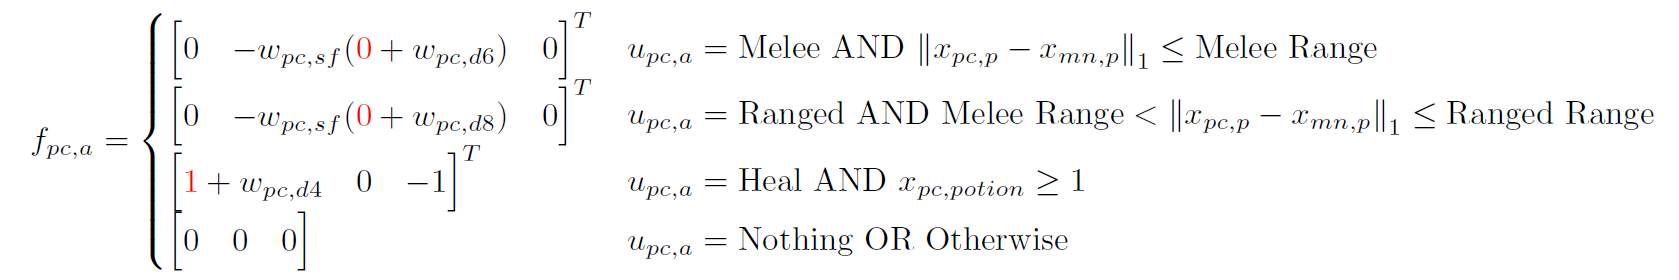 [0 −w_{pc,sf}(0 + w_{pc,d6}) 0]^T u_{pc,a} = Melee AND ‖x_{pc,p} − x_{mn,p}‖_1 ≤ Melee Range
[0 −w_{pc,sf}(0 + w_{pc,d8}) 0]^T u_{pc,a} = Ranged AND Melee Range < ‖x_{pc,p} − x_{mn,p}‖_1 ≤ Ranged Range
f_{pc,a} = {
[1 + w_{pc,d4} 0 −1]^T u_{pc,a} = Heal AND x_{pc,potion} ≥ 1
[0 0 0] u_{pc,a} = Nothing OR Otherwise